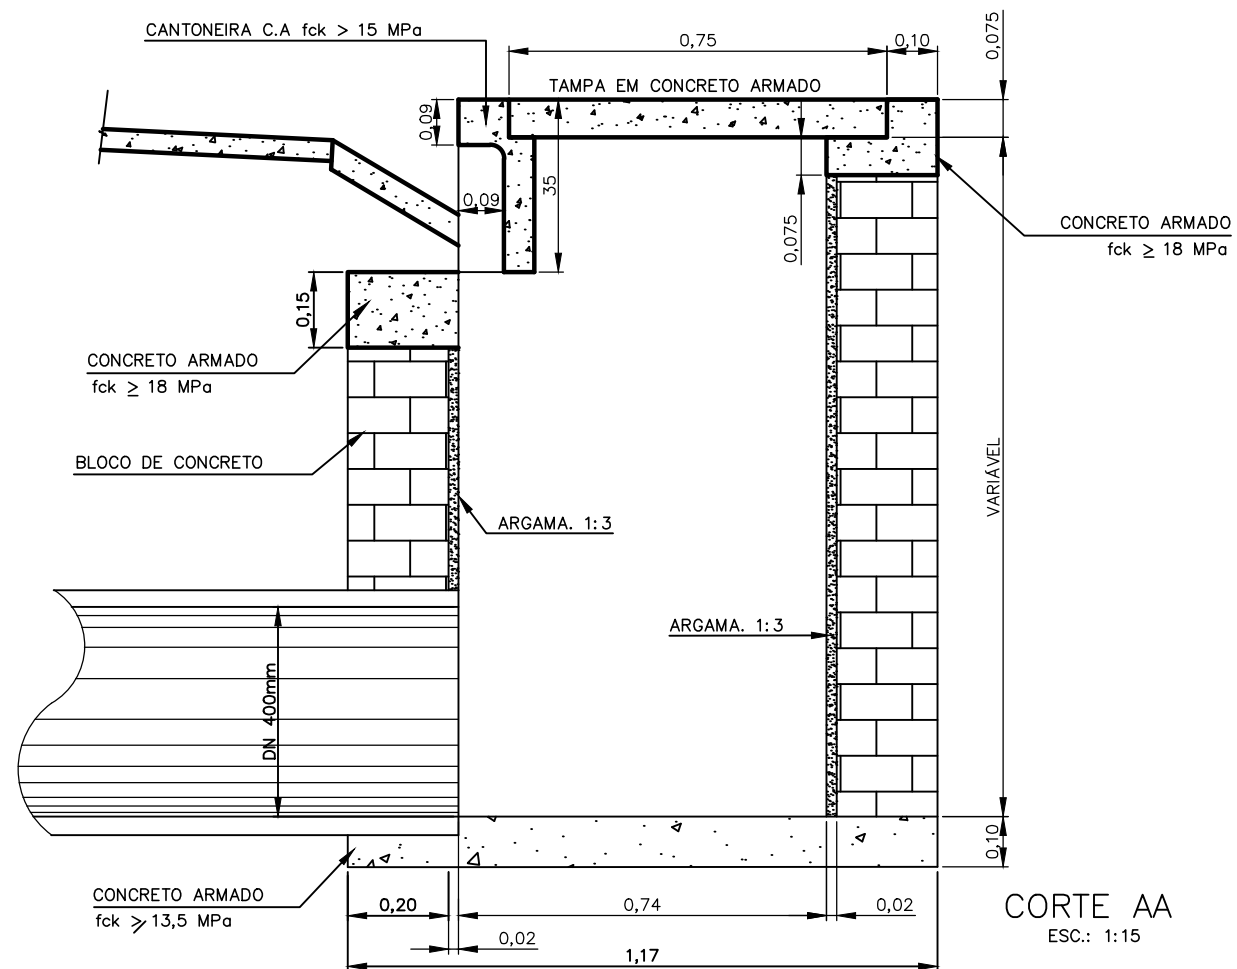 CANTONEIRA C.A fck > 15 MPa
0,75
0,10
0,075
TAMPA EM CONCRETO ARMADO
0,09
35
0,09
0,075
CONCRETO ARMADO
fck ≥ 18 MPa
0,15
CONCRETO ARMADO
fck ≥ 18 MPa
BLOCO DE CONCRETO
VARIÁVEL
ARGAMA. 1:3
ARGAMA. 1:3
DN 400mm
0,10
CONCRETO ARMADO
fck ≥ 13,5 MPa
0,20
0,74
0,02
0,02
1,17
CORTE AA
ESC.: 1:15